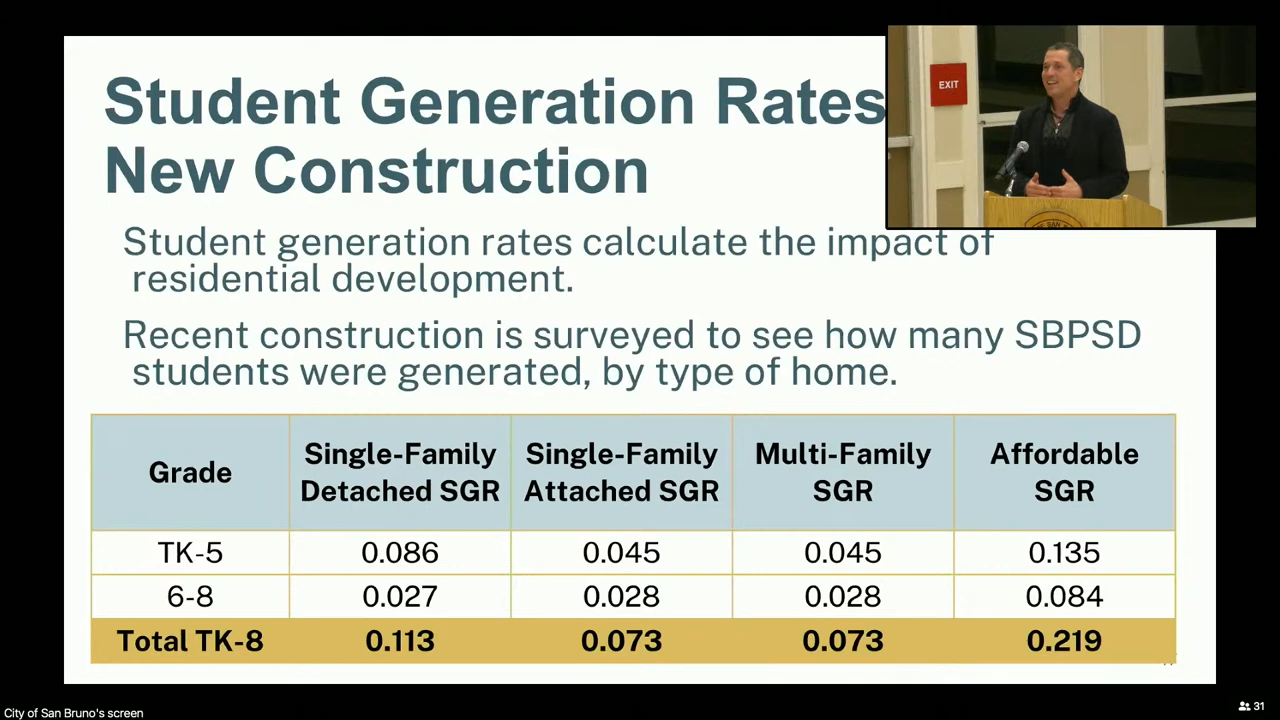 Student Generation Rates
New Construction
EXIT
Student generation rates calculate the impact of
residential development.
Recent construction is surveyed to see how many SBPSD
students were generated, by type of home.
Grade
Single-Family
Detached SGR
Single-Family
Attached SGR
Multi-Family
SGR
Affordable
SGR
TK-5 0.086 0.045 0.045 0.135
6-8 0.027 0.028 0.028 0.084
Total TK-8 0.113 0.073 0.073 0.219
City of San Bruno's screen
31